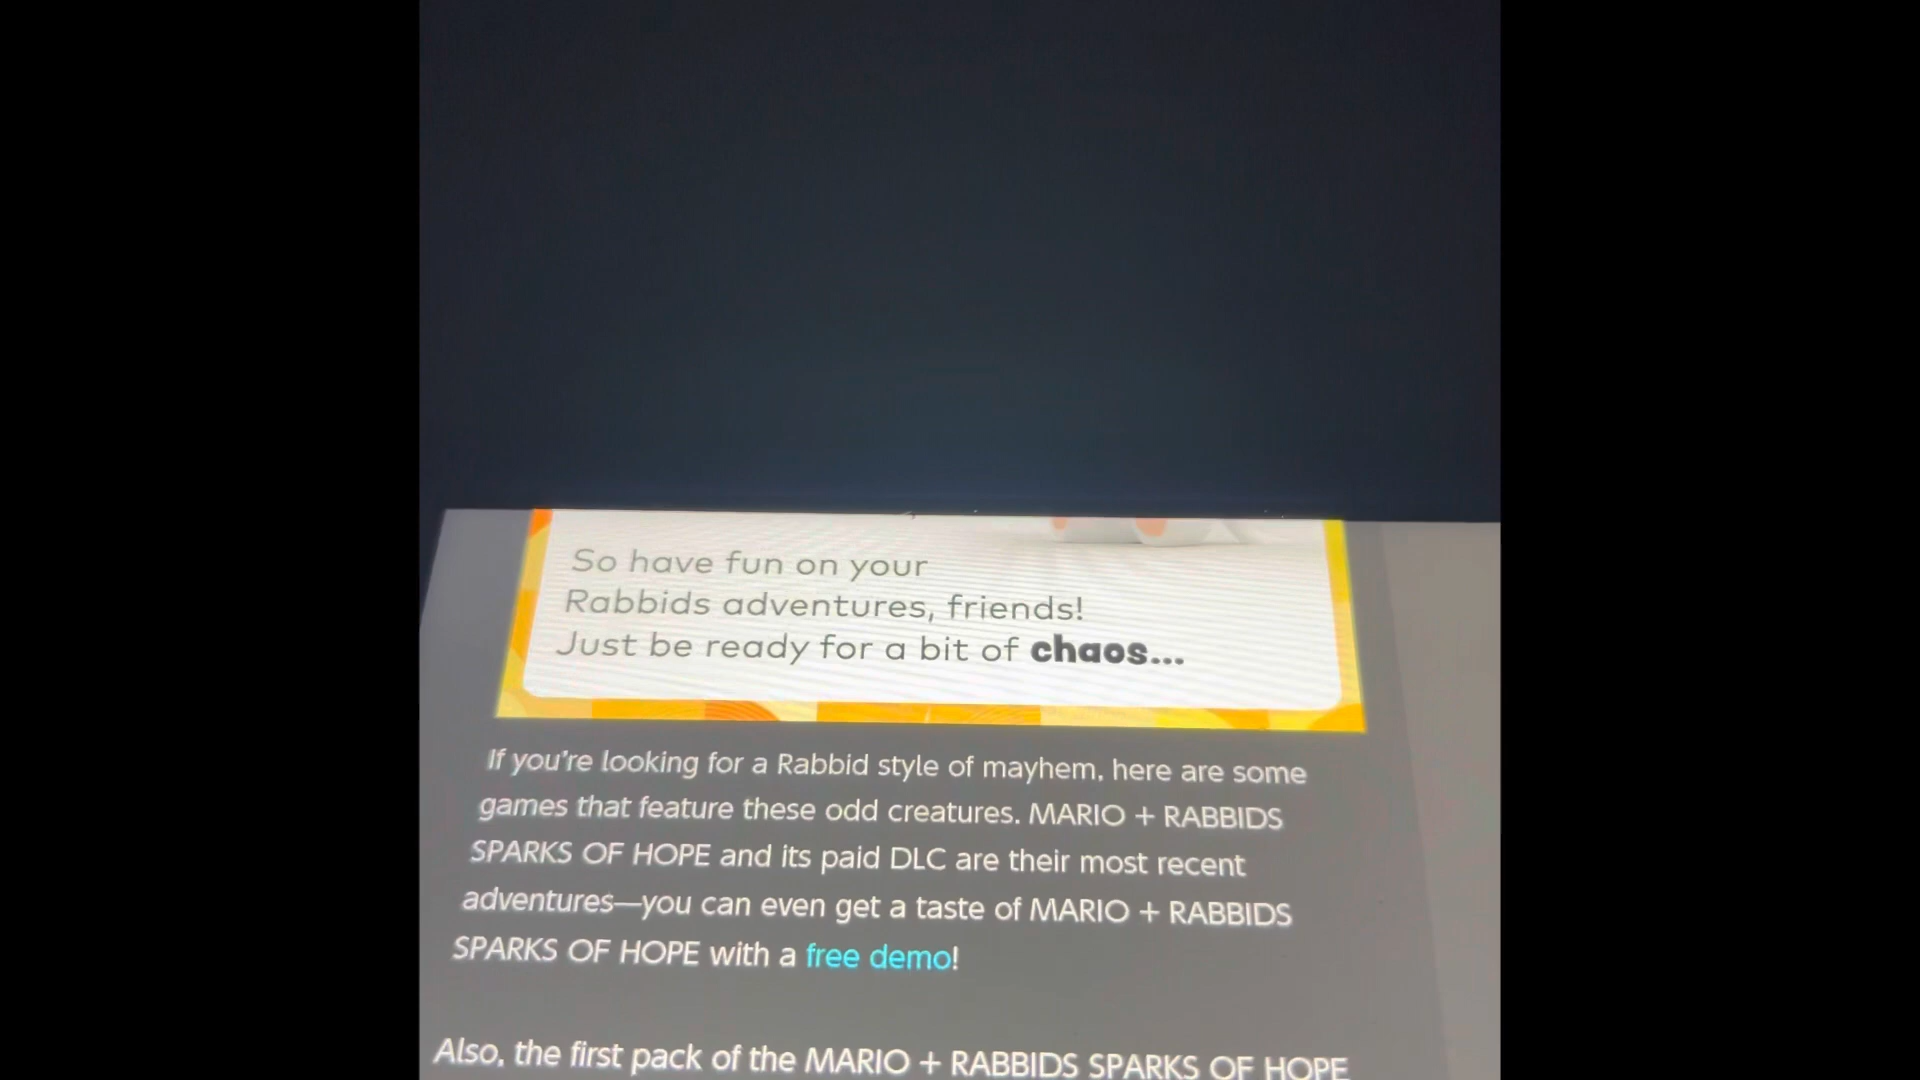 So have fun on your
Rabbids adventures, friends!
Just be ready for a bit of chaos...
If you're looking for a Rabbid style of mayhem, here are some
games that feature these odd creatures. MARIO + RABBIDS
SPARKS OF HOPE and its paid DLC are their most recent
adventures—you can even get a taste of MARIO + RABBIDS
SPARKS OF HOPE with a free demo!
Also, the first pack of the MARIO + RABBIDS SPARKS OF HOPE